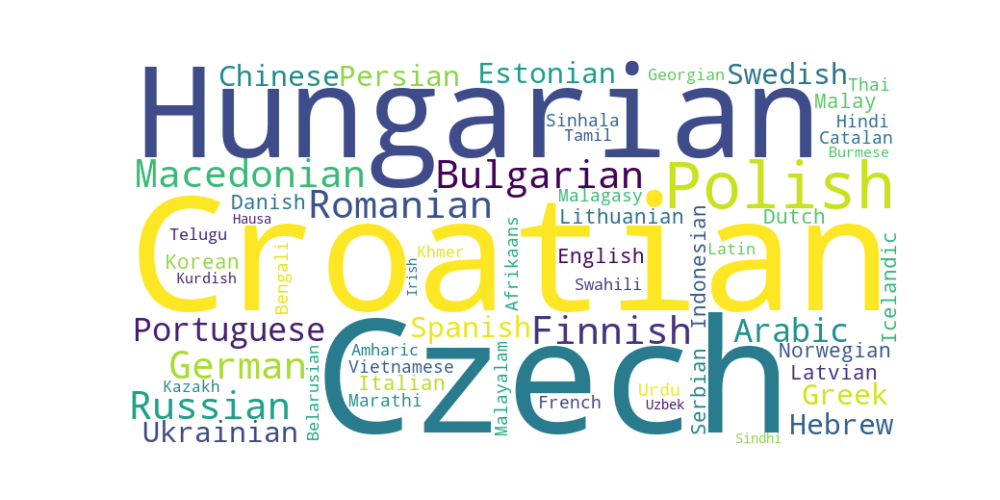 Hungarian
Chinese
Persian
Estonian
Georgian
Swedish
Thai
Malay
Sinhala
Tamil
Hindi
Catalan
Burmese
Macedonian
Bulgarian
Polish
Danish
Hausa
Romanian
Malagasy
Lithuanian
Dutch
Croatian
Telugu
Korean
Kurdish
Bengali
Irish
Khmer
Afrikaans
English
Swahili
Indonesian
Latin
Icelandic
Portuguese
Spanish
Finnish
Arabic
German
Czech
Amharic
Vietnamese
Italian
Marathi
Kazakh
Belarusian
Malayalam
French
Urdu
Uzbek
Serbian
Norwegian
Latvian
Greek
Russian
Ukrainian
Hebrew
Sindhi